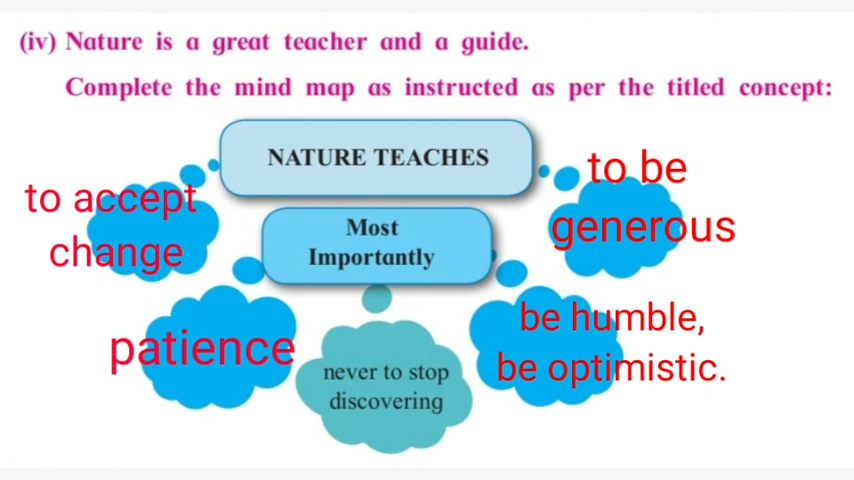 (iv) Nature is a great teacher and a guide.
Complete the mind map as instructed as per the titled concept:
NATURE TEACHES
to accept
change
to be
generous
Most
Importantly
patience
never to stop
discovering
be humble,
be optimistic.